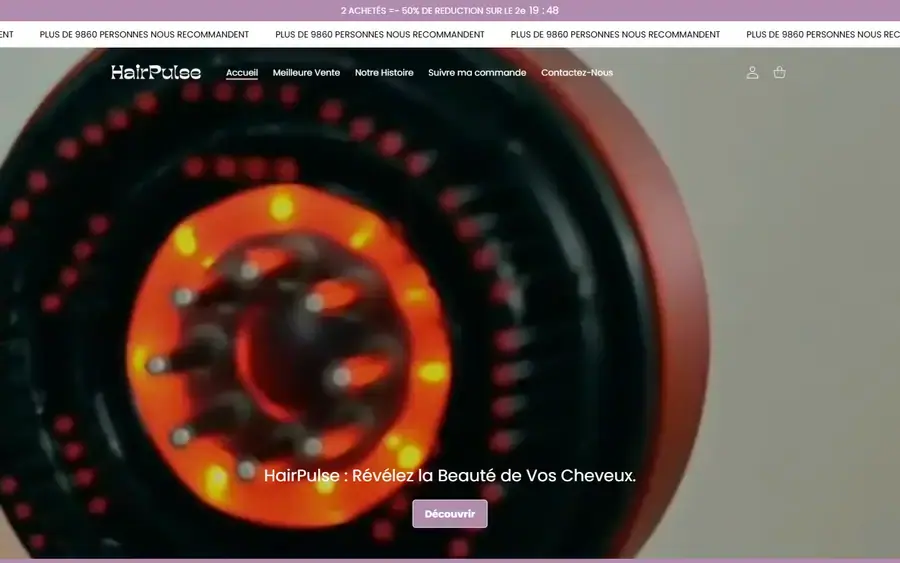 2 ACHETÉS =- 50% DE REDUCTION SUR LE 2e 19 : 48
ENT PLUS DE 9860 PERSONNES NOUS RECOMMANDENT PLUS DE 9860 PERSONNES NOUS RECOMMANDENT PLUS DE 9860 PERSONNES NOUS RECOMMANDENT PLUS DE 9860 PERSONNES NOUS REC
HairPulse Accueil Meilleure Vente Notre Histoire Suivre ma commande Contactez-Nous
HairPulse : Révélez la Beauté de Vos Cheveux.
Découvrir